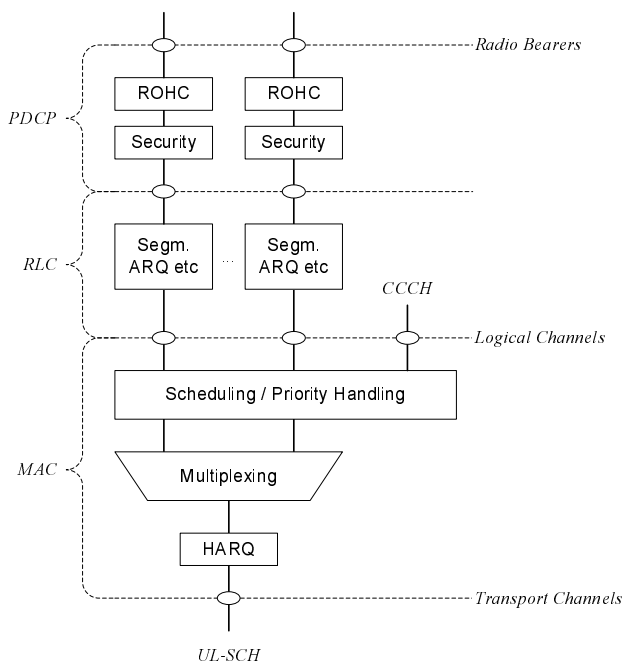 Radio Bearers
ROHC ROHC
PDCP
Security Security
Segm. Segm.
RLC
ARQ etc ... ARQ etc
CCCH
Logical Channels
Scheduling / Priority Handling
MAC
Multiplexing
HARQ
Transport Channels
UL-SCH